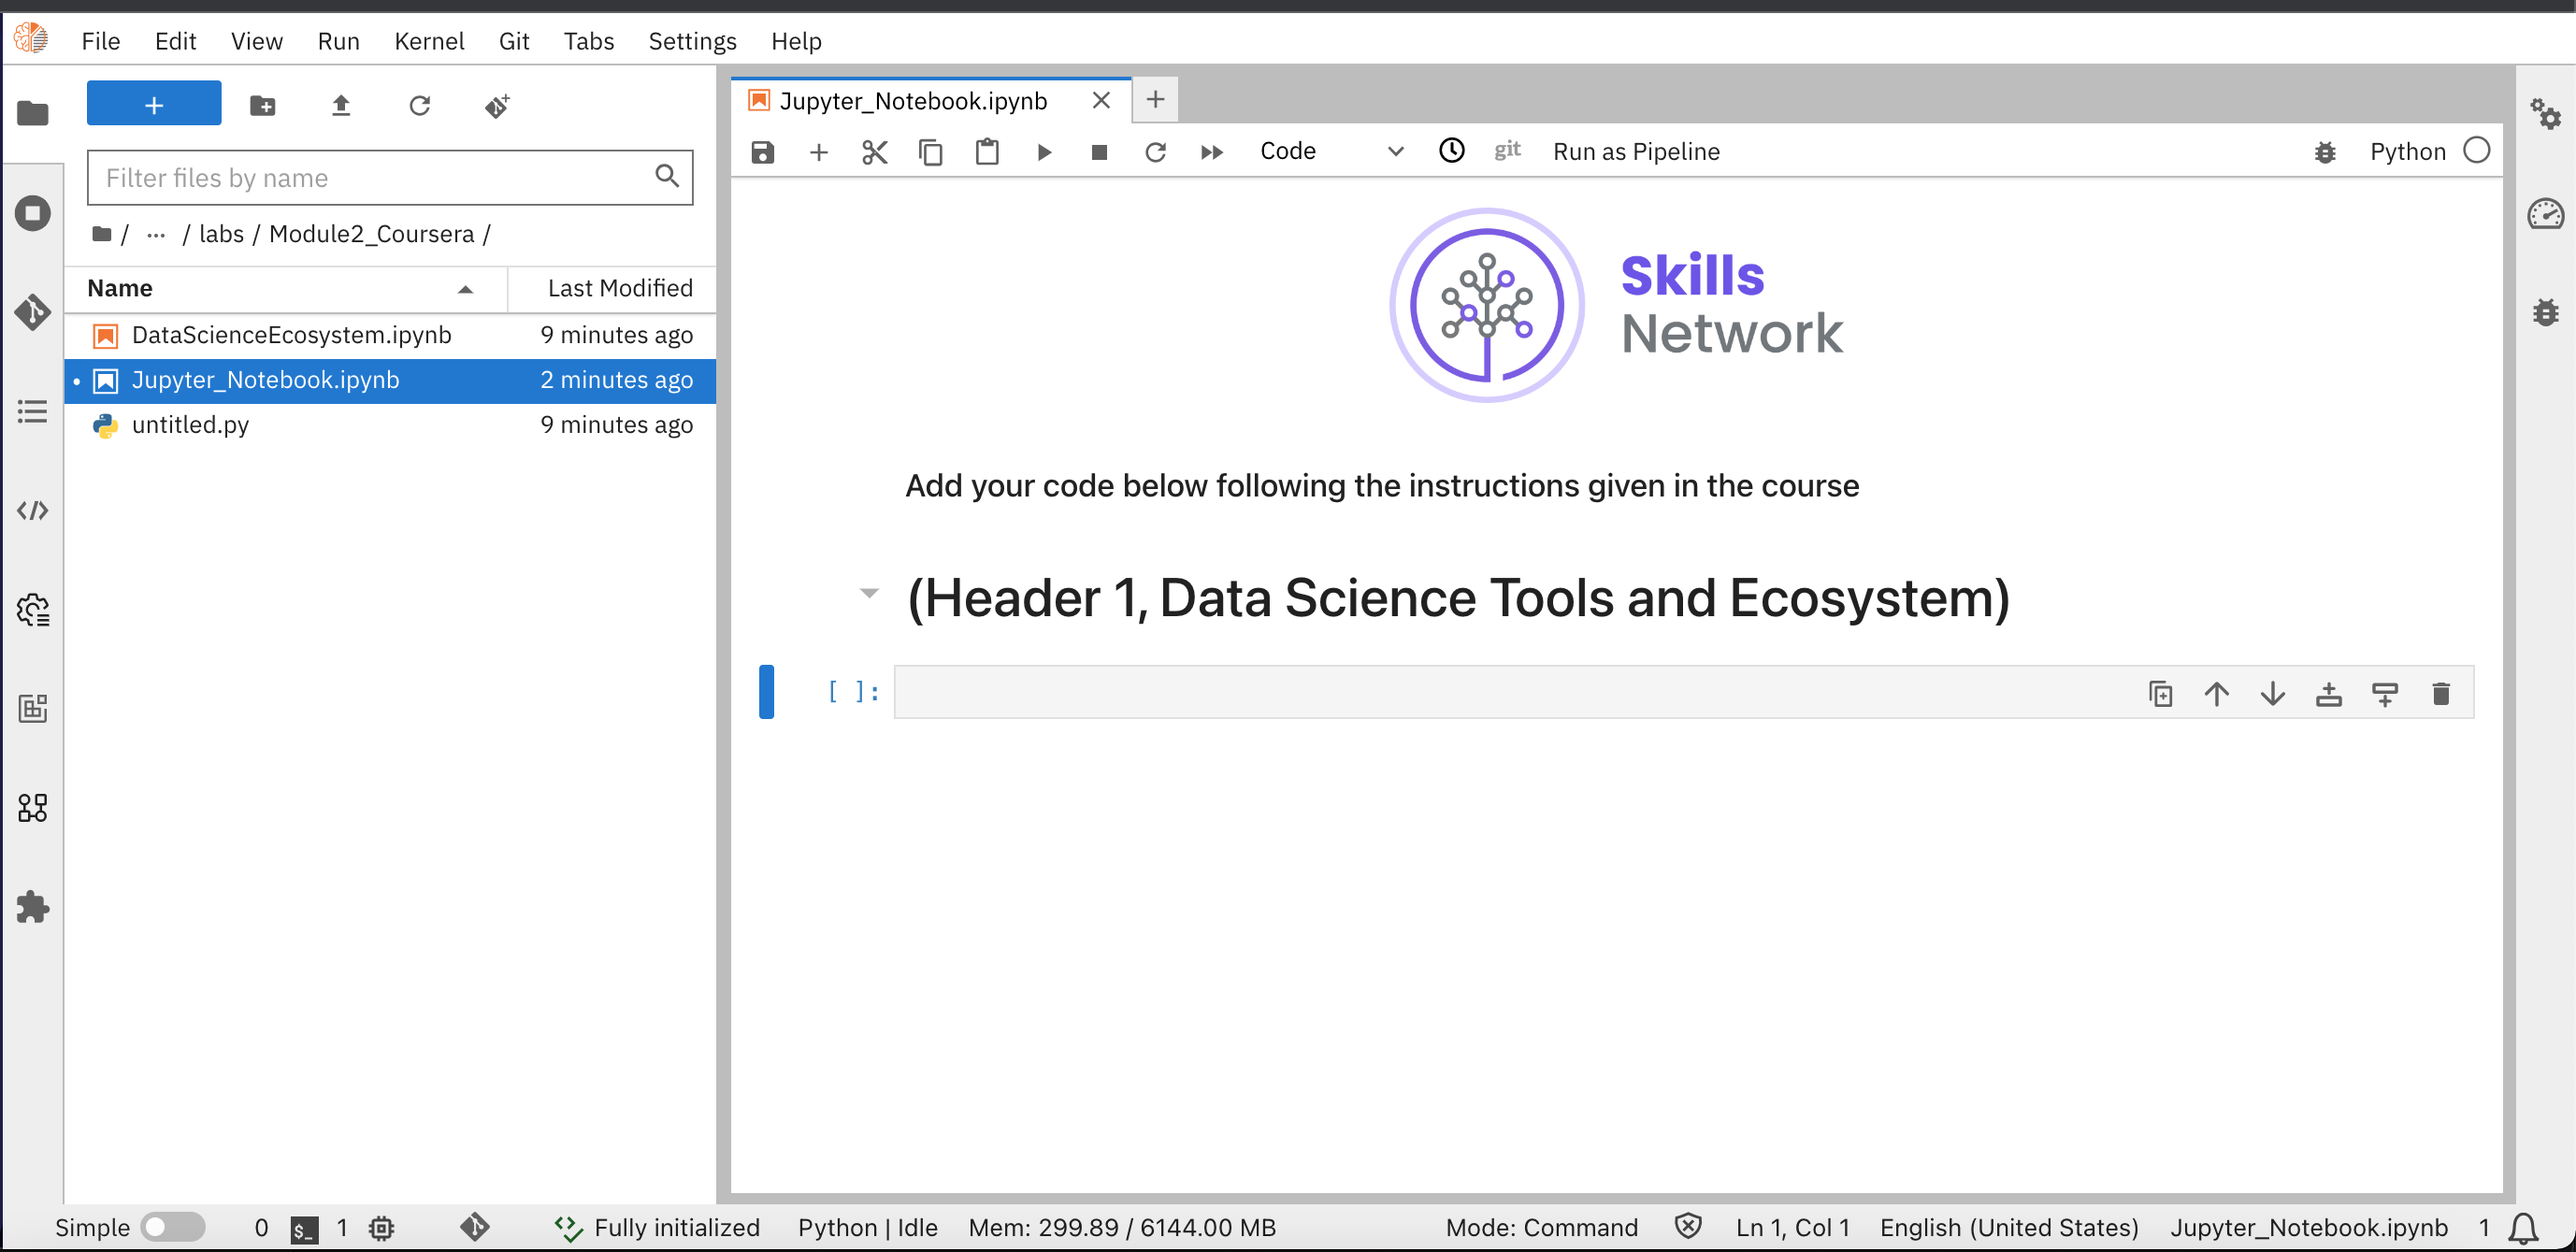 File Edit View Run Kernel Git Tabs Settings Help
+
Filter files by name
/ ... / labs / Module2_Coursera /
Name Last Modified
DataScienceEcosystem.ipynb 9 minutes ago
• Jupyter_Notebook.ipynb 2 minutes ago
untitled.py 9 minutes ago
Jupyter_Notebook.ipynb
Code git Run as Pipeline Python
Skills
Network
Add your code below following the instructions given in the course
(Header 1, Data Science Tools and Ecosystem)
[ ]:
Simple 0 $_ 1 Fully initialized Python | Idle Mem: 299.89 / 6144.00 MB Mode: Command Ln 1, Col 1 English (United States) Jupyter_Notebook.ipynb 1